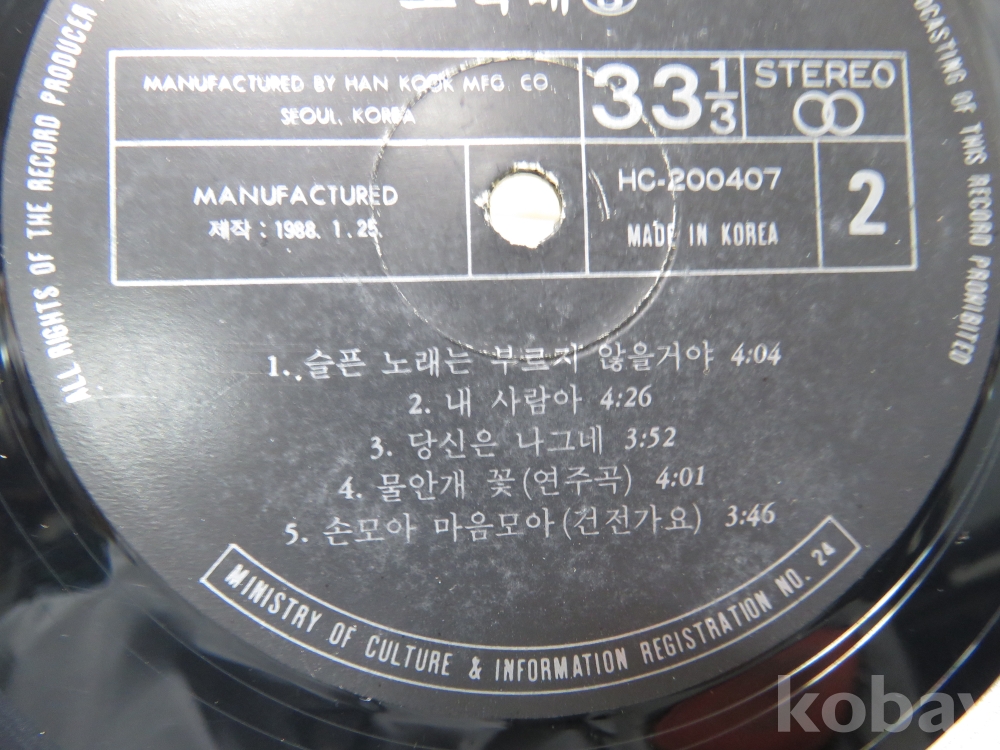 MANUFACTURED BY HAN KOOK MFG. CO.
SEOUL, KOREA
33 1/3
STEREO
MANUFACTURED
제작 : 1988. 1. 25.
HC-200407
MADE IN KOREA
2
1. 슬픈 노래는 부르지 않을거야 4:04
2. 내 사람아 4:26
3. 당신은 나그네 3:52
4. 물안개 꽃 (연주곡) 4:01
5. 손모아 마음모아 (건전가요) 3:46
MINISTRY OF CULTURE & INFORMATION REGISTRATION NO. 24
ALL RIGHTS OF THE RECORD PRODUCER
OF THIS RECORD PROHIBITED
kobay